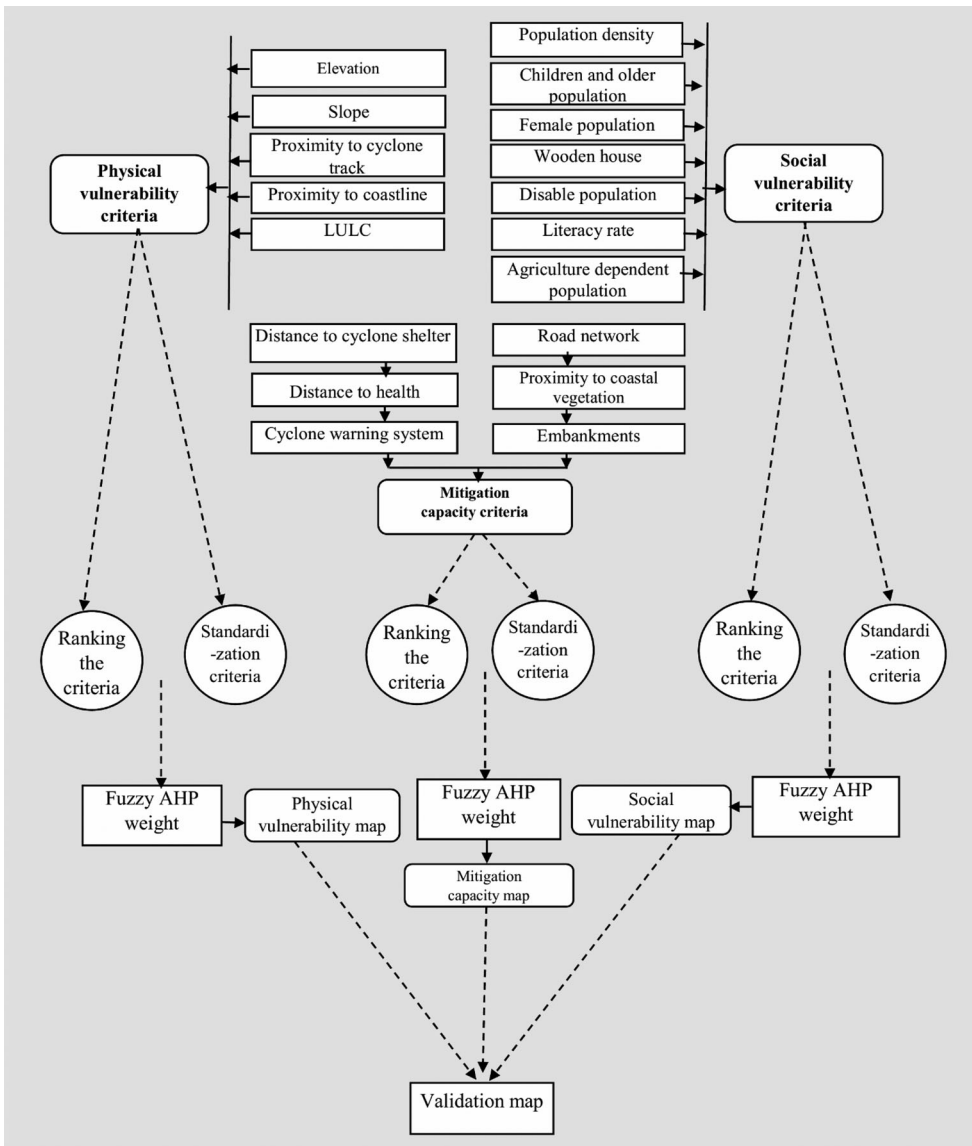 Elevation
Slope
Proximity to cyclone
track
Proximity to coastline
LULC
Physical
vulnerability
criteria
Population density
Children and older
population
Female population
Wooden house
Disable population
Literacy rate
Agriculture dependent
population
Social
vulnerability
criteria
Distance to cyclone shelter
Distance to health
Cyclone warning system
Road network
Proximity to coastal
vegetation
Embankments
Mitigation
capacity criteria
Ranking
the
criteria
Standardi
-zation
criteria
Ranking
the
criteria
Standardi
-zation
criteria
Ranking
the
criteria
Standardi
-zation
criteria
Fuzzy AHP
weight
Physical
vulnerability map
Fuzzy AHP
weight
Mitigation
capacity map
Social
vulnerability map
Fuzzy AHP
weight
Validation map